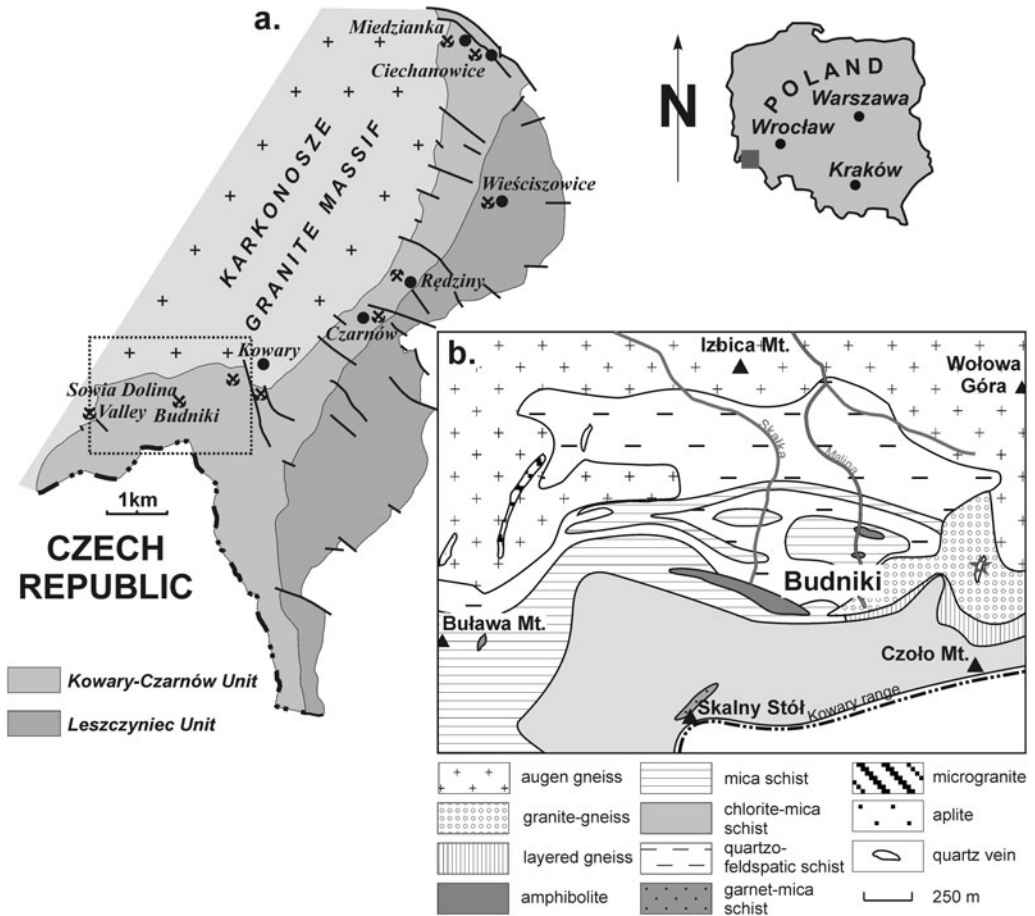 a.
Miedzianka
Ciechanowice
KARKONOSZE
GRANITE MASSIF
Wieściszowice
Rędziny
Czarnów
Kowary
Sowia Dolina
Valley
Budniki
1km
CZECH
REPUBLIC
Kowary-Czarnów Unit
Leszczyniec Unit
N
POLAND
Warszawa
Wrocław
Kraków
b.
Izbica Mt.
Wołowa
Góra
Skałka
Malina
Budniki
Buława Mt.
Czoło Mt.
Skalny Stół
Kowary range
augen gneiss
granite-gneiss
layered gneiss
amphibolite
mica schist
chlorite-mica
schist
quartzo-
feldspatic schist
garnet-mica
schist
microgranite
aplite
quartz vein
250 m